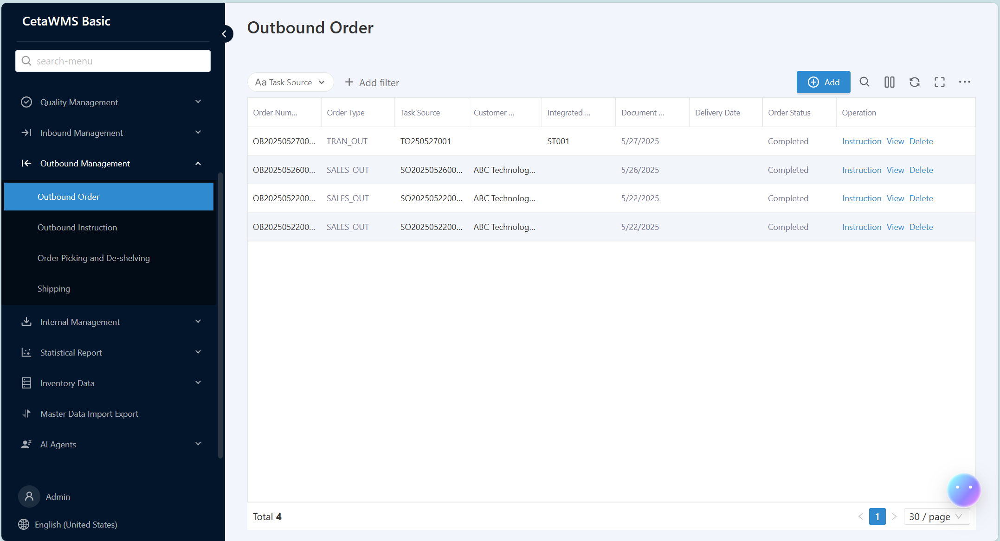 CetaWMS Basic
search-menu
Quality Management
Inbound Management
Outbound Management
Outbound Order
Outbound Instruction
Order Picking and De-shelving
Shipping
Internal Management
Statistical Report
Inventory Data
Master Data Import Export
AI Agents
Admin
English (United States)
Outbound Order
Aa Task Source
Add filter
Add
Order Num... Order Type Task Source Customer ... Integrated ... Document ... Delivery Date Order Status Operation
OB2025052700... TRAN_OUT TO250527001 ST001 5/27/2025 Completed Instruction View Delete
OB2025052600... SALES_OUT SO2025052600... ABC Technolog... 5/26/2025 Completed Instruction View Delete
OB2025052200... SALES_OUT SO2025052200... ABC Technolog... 5/22/2025 Completed Instruction View Delete
OB2025052200... SALES_OUT SO2025052200... ABC Technolog... 5/22/2025 Completed Instruction View Delete
Total 4
1
30 / page